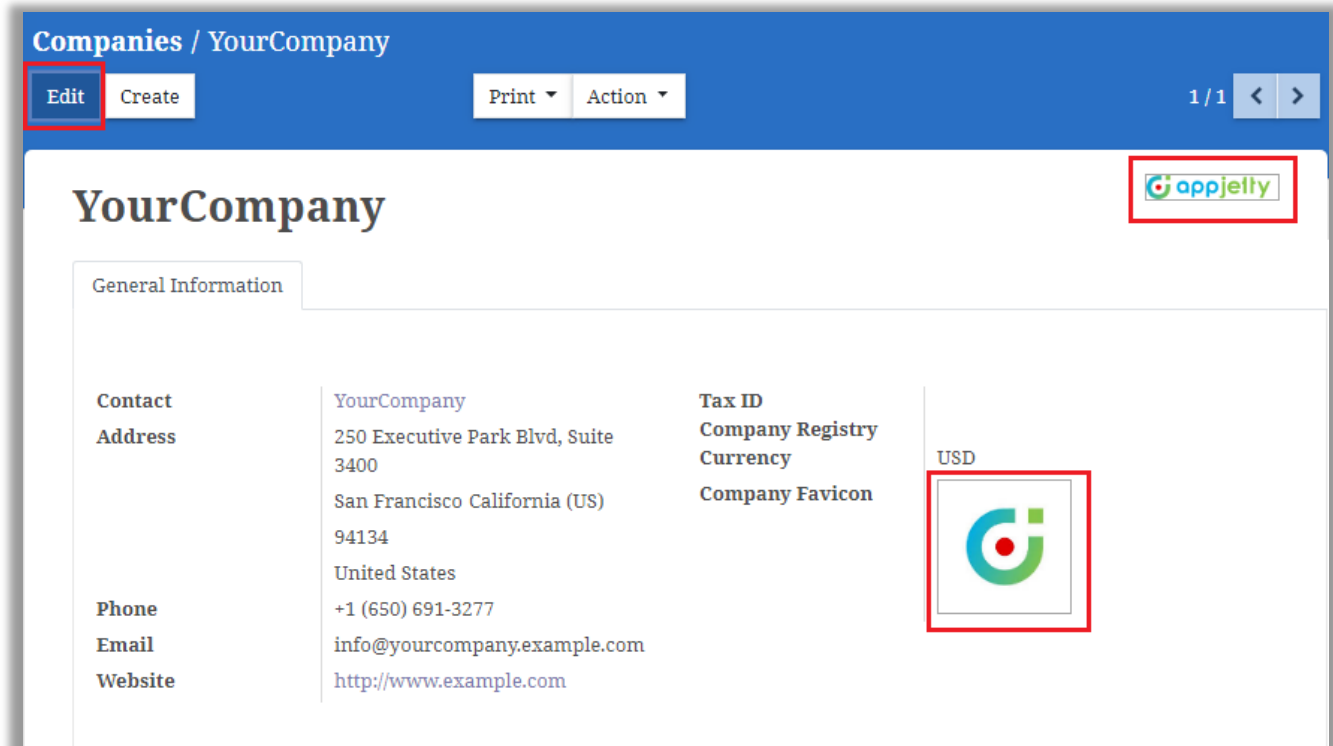 Companies / YourCompany
Edit Create Print Action 1 / 1
appjetty
YourCompany
General Information
Contact YourCompany
Address 250 Executive Park Blvd, Suite
3400
San Francisco California (US)
94134
United States
Phone +1 (650) 691-3277
Email info@yourcompany.example.com
Website http://www.example.com
Tax ID
Company Registry
Currency USD
Company Favicon